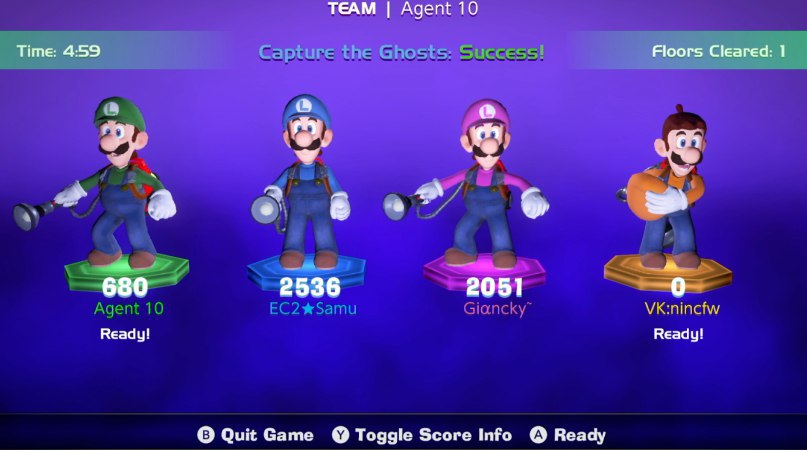 TEAM | Agent 10
Time: 4:59
Capture the Ghosts: Success!
Floors Cleared: 1
L
L
L
680
2536
2051
0
Agent 10
EC2★Samu
Giαncky~
VK:nincfw
Ready!
Ready!
B Quit Game
Y Toggle Score Info
A Ready